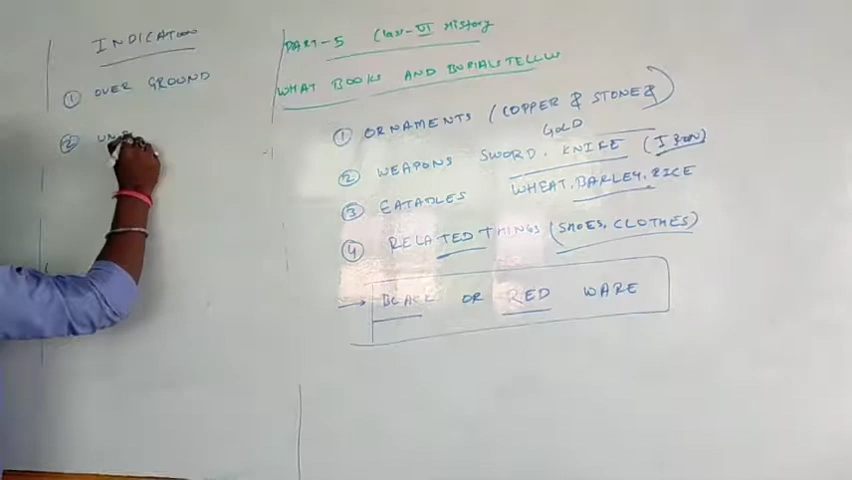 INDICATION
① OVER GROUND
② UN
PART-5 Class-VI History
WHAT BOOKS AND BURIALS TELL US
① ORNAMENTS (COPPER & STONE &
GOLD
② WEAPONS SWORD. KNIFE (IRON)
③ EATABLES WHEAT. BARLEY. RICE
④ RELATED THINGS (SHOES, CLOTHES)
→ BLACK OR RED WARE